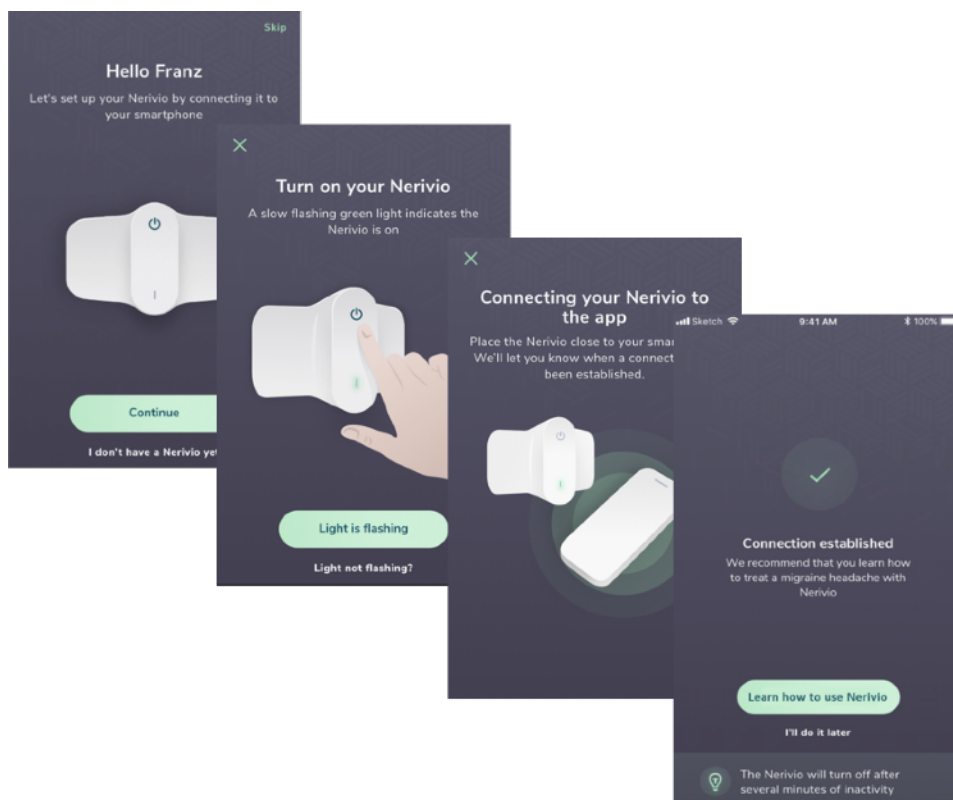 Skip
Hello Franz
Let's set up your Nerivio by connecting it to
your smartphone
Continue
I don't have a Nerivio yet
Turn on your Nerivio
A slow flashing green light indicates the
Nerivio is on
Light is flashing
Light not flashing?
Connecting your Nerivio to
the app
Place the Nerivio close to your
We'll let you know when a
been established.
Sketch
9:41 AM
100%
Connection established
We recommend that you learn how
to treat a migraine headache with
Nerivio
Learn how to use Nerivio
I'll do it later
The Nerivio will turn off after
several minutes of inactivity